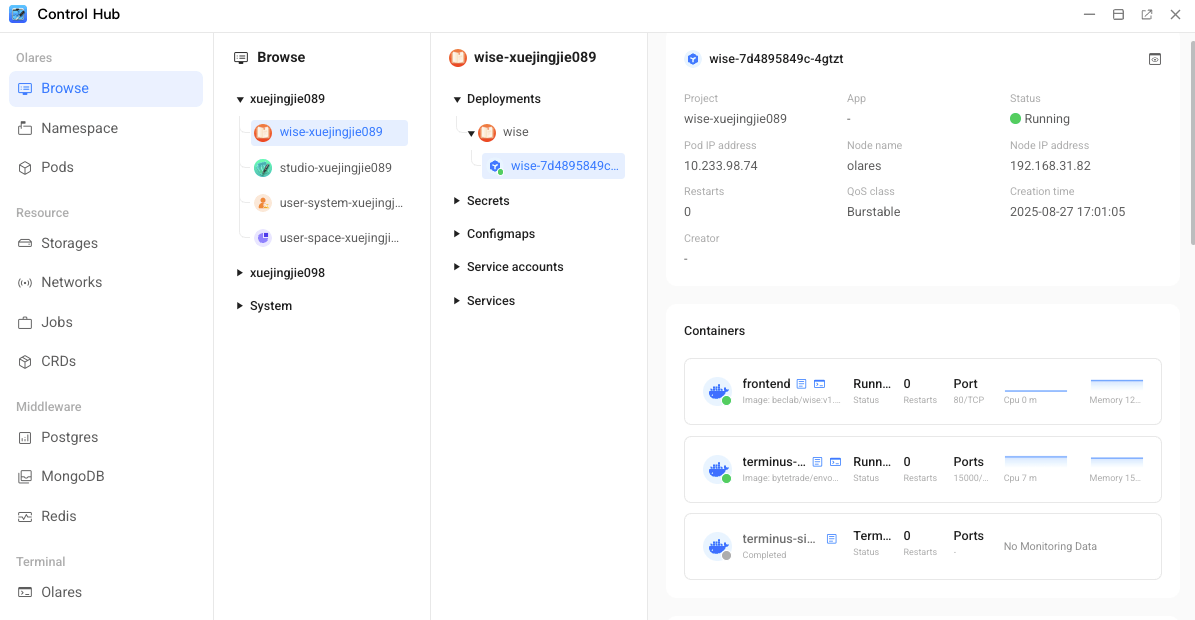 Control Hub
Olares
Browse
Namespace
Pods
Resource
Storages
Networks
Jobs
CRDs
Middleware
Postgres
MongoDB
Redis
Terminal
Olares
Browse
xuejingjie089
wise-xuejingjie089
studio-xuejingjie089
user-system-xuejingj...
user-space-xuejingji...
xuejingjie098
System
wise-xuejingjie089
Deployments
wise
wise-7d4895849c...
Secrets
Configmaps
Service accounts
Services
wise-7d4895849c-4gtzt
Project App Status
wise-xuejingjie089 - Running
Pod IP address Node name Node IP address
10.233.98.74 olares 192.168.31.82
Restarts QoS class Creation time
0 Burstable 2025-08-27 17:01:05
Creator
-
Containers
frontend Runn... 0 Port
Image: beclab/wise:v1.... Status Restarts 80/TCP Cpu 0 m Memory 12...
terminus-... Runn... 0 Ports
Image: bytetrade/envo... Status Restarts 15000/... Cpu 7 m Memory 15...
terminus-si... Term... 0 Ports No Monitoring Data
Completed Status Restarts -